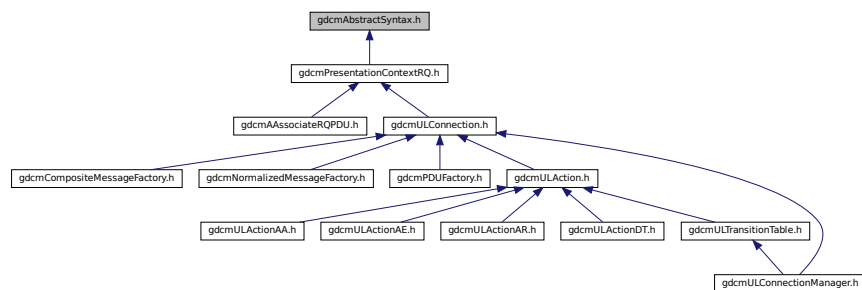 gdcmAbstractSyntax.h
gdcmPresentationContextRQ.h
gdcmAAssociateRQPDU.h
gdcmULConnection.h
gdcmCompositeMessageFactory.h
gdcmNormalizedMessageFactory.h
gdcmPDUFactory.h
gdcmULAction.h
gdcmULActionAA.h
gdcmULActionAE.h
gdcmULActionAR.h
gdcmULActionDT.h
gdcmULTransitionTable.h
gdcmULConnectionManager.h